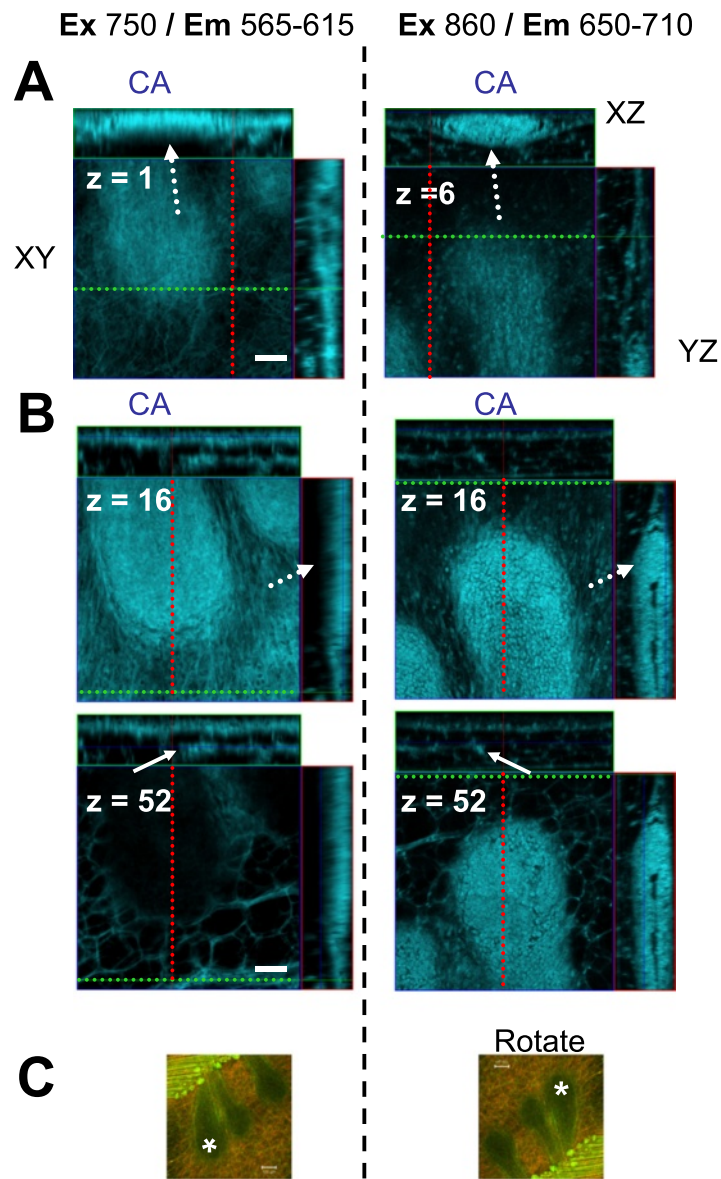 Ex 750 / Em 565-615
Ex 860 / Em 650-710
A
CA
CA
XZ
z = 1
z =6
XY
YZ
B
CA
CA
z = 16
z = 16
z = 52
z = 52
C
Rotate
*
*